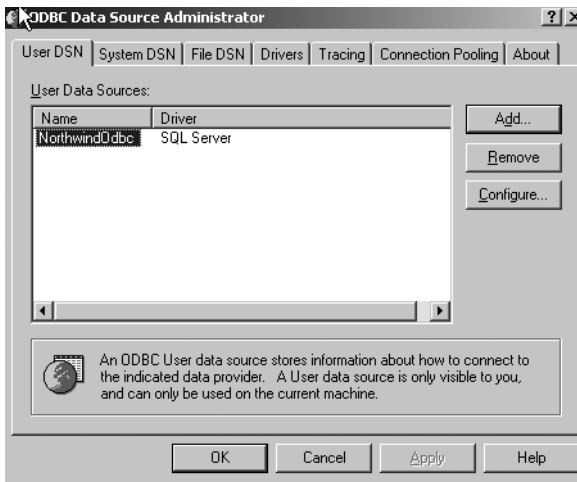 ODBC Data Source Administrator
User DSN System DSN File DSN Drivers Tracing Connection Pooling About
User Data Sources:
Name Driver
NorthwindOdbc SQL Server
Add...
Remove
Configure...
An ODBC User data source stores information about how to connect to
the indicated data provider. A User data source is only visible to you,
and can only be used on the current machine.
OK Cancel Apply Help